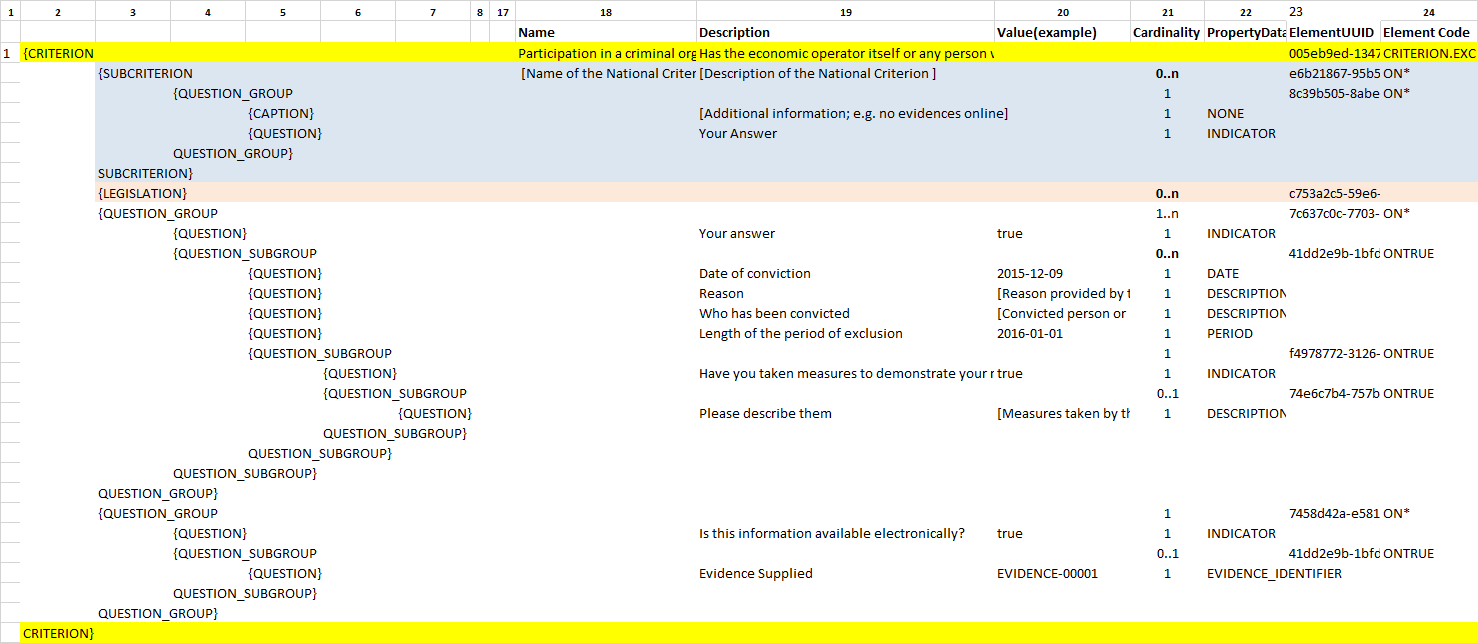 1 2 3 4 5 6 7 8 17 18 19 20 21 22 23 24
Name Description Value(example) Cardinality PropertyData ElementUUID Element Code
1 {CRITERION Participation in a criminal org Has the economic operator itself or any person 005eb9ed-1347 CRITERION.EXC
{SUBCRITERION [Name of the National Criter [Description of the National Criterion ] 0..n e6b21867-95b5 ON*
{QUESTION_GROUP 1 8c39b505-8abe ON*
{CAPTION} [Additional information; e.g. no evidences online] 1 NONE
{QUESTION} Your Answer 1 INDICATOR
QUESTION_GROUP}
SUBCRITERION}
{LEGISLATION} 0..n c753a2c5-59e6-
{QUESTION_GROUP 1..n 7c637c0c-7703- ON*
{QUESTION} Your answer true 1 INDICATOR
{QUESTION_SUBGROUP 0..n 41dd2e9b-1bfd ONTRUE
{QUESTION} Date of conviction 2015-12-09 1 DATE
{QUESTION} Reason [Reason provided by t 1 DESCRIPTION
{QUESTION} Who has been convicted [Convicted person or 1 DESCRIPTION
{QUESTION} Length of the period of exclusion 2016-01-01 1 PERIOD
{QUESTION_SUBGROUP 1 f4978772-3126- ONTRUE
{QUESTION} Have you taken measures to demonstrate your r true 1 INDICATOR
{QUESTION_SUBGROUP 0..1 74e6c7b4-757b ONTRUE
{QUESTION} Please describe them [Measures taken by th 1 DESCRIPTION
QUESTION_SUBGROUP}
QUESTION_SUBGROUP}
QUESTION_SUBGROUP}
QUESTION_GROUP}
{QUESTION_GROUP 1 7458d42a-e581 ON*
{QUESTION} Is this information available electronically? true 1 INDICATOR
{QUESTION_SUBGROUP 0..1 41dd2e9b-1bfd ONTRUE
{QUESTION} Evidence Supplied EVIDENCE-00001 1 EVIDENCE_IDENTIFIER
QUESTION_SUBGROUP}
QUESTION_GROUP}
CRITERION}